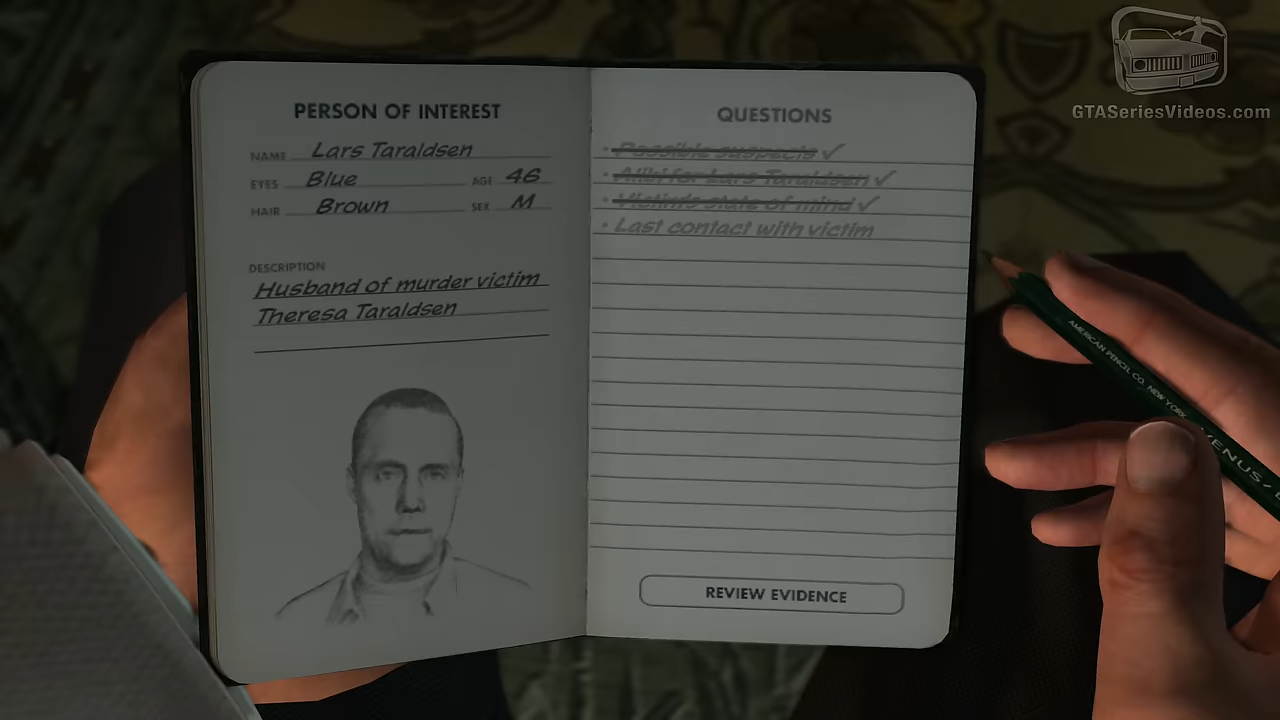 GTASeriesVideos.com
PERSON OF INTEREST
NAME Lars Taraldsen
EYES Blue AGE 46
HAIR Brown SEX M
DESCRIPTION
Husband of murder victim
Theresa Taraldsen
QUESTIONS
• Possible suspects ✓
• Alibi for Lars Taraldsen ✓
• Victim's state of mind ✓
• Last contact with victim
REVIEW EVIDENCE
AMERICAN PENCIL CO. NEW YORK
VENUS